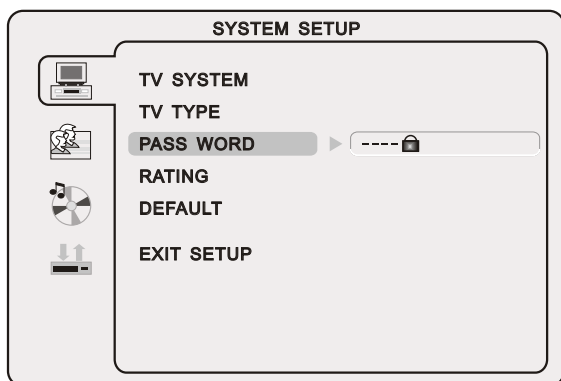 SYSTEM SETUP
TV SYSTEM
TV TYPE
PASS WORD ----
RATING
DEFAULT
EXIT SETUP